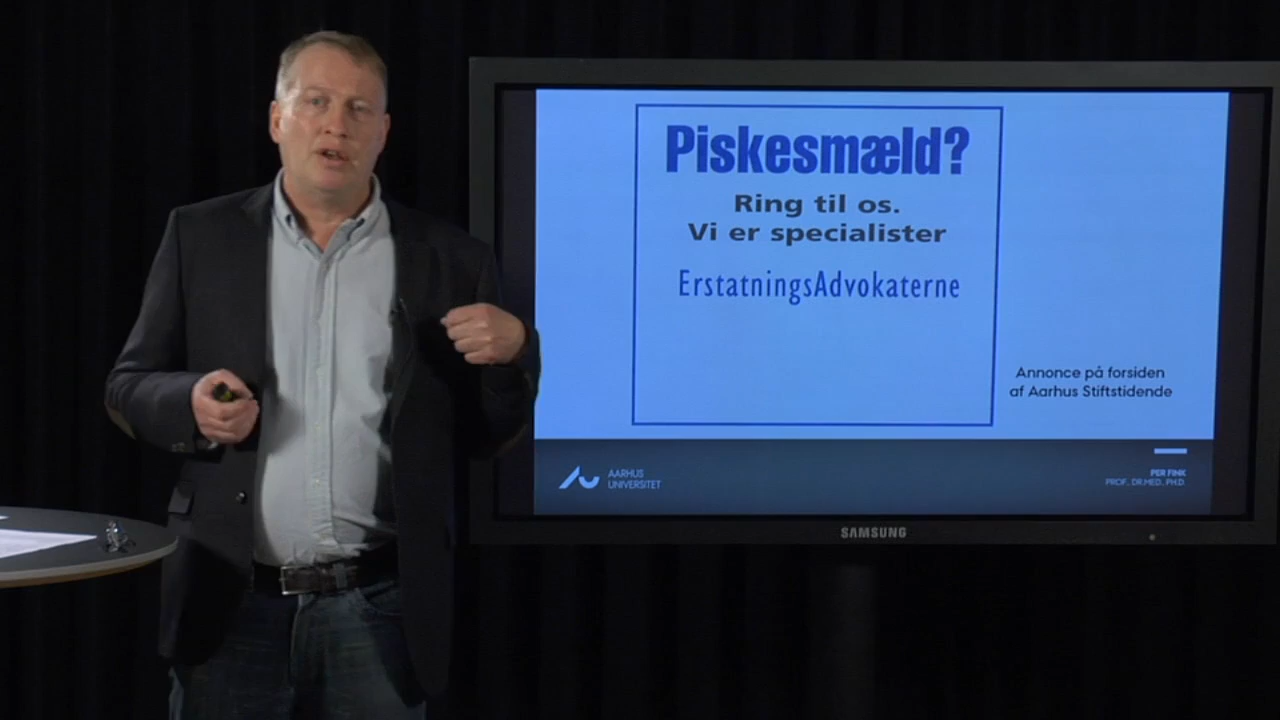 Piskesmæld?
Ring til os.
Vi er specialister
ErstatningsAdvokaterne
Annonce på forsiden
af Aarhus Stiftstidende
AARHUS
UNIVERSITET
PER FINK
PROF., DR.MED., PH.D.
SAMSUNG